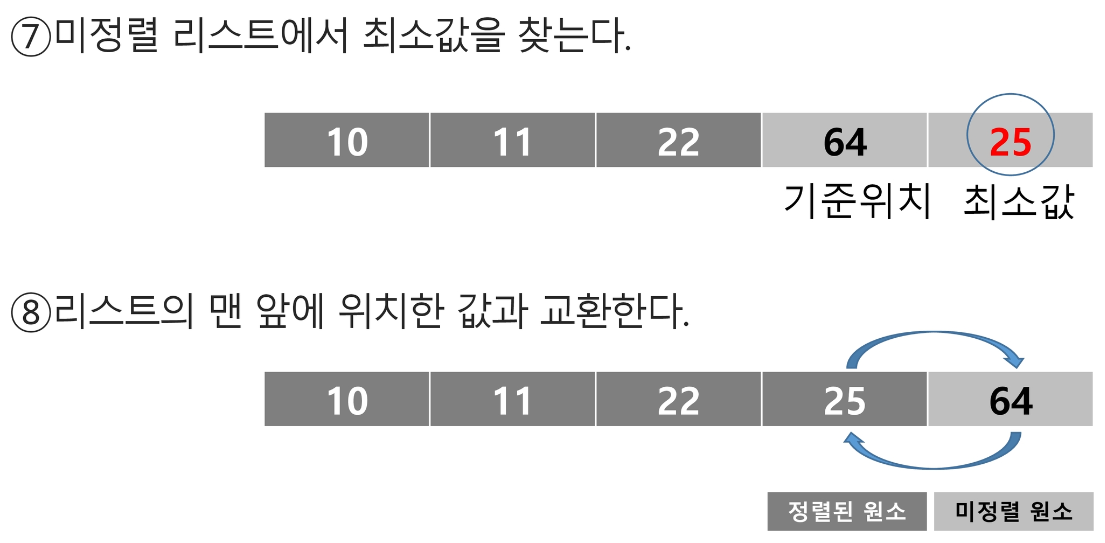 ⑦미정렬 리스트에서 최소값을 찾는다.
10 11 22 64 25
기준위치 최소값
⑧리스트의 맨 앞에 위치한 값과 교환한다.
10 11 22 25 64
정렬된 원소 미정렬 원소